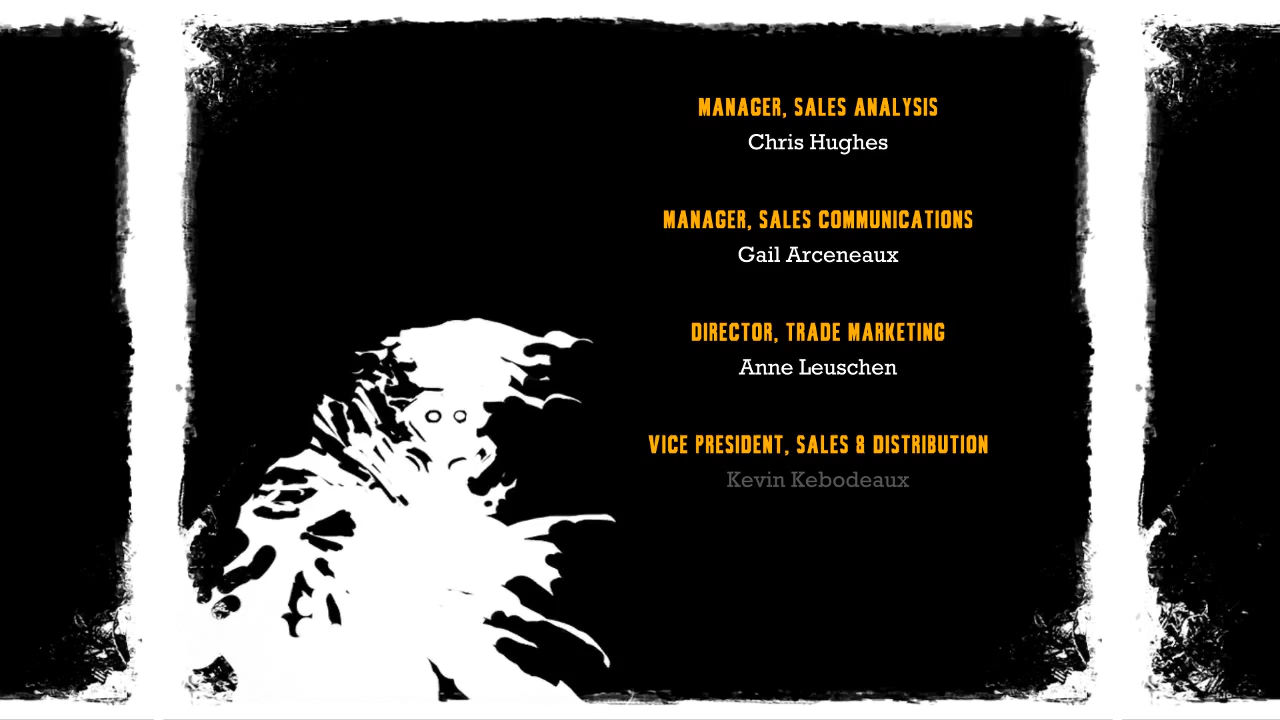 MANAGER, SALES ANALYSIS
Chris Hughes
MANAGER, SALES COMMUNICATIONS
Gail Arceneaux
DIRECTOR, TRADE MARKETING
Anne Leuschen
VICE PRESIDENT, SALES & DISTRIBUTION
Kevin Kebodeaux